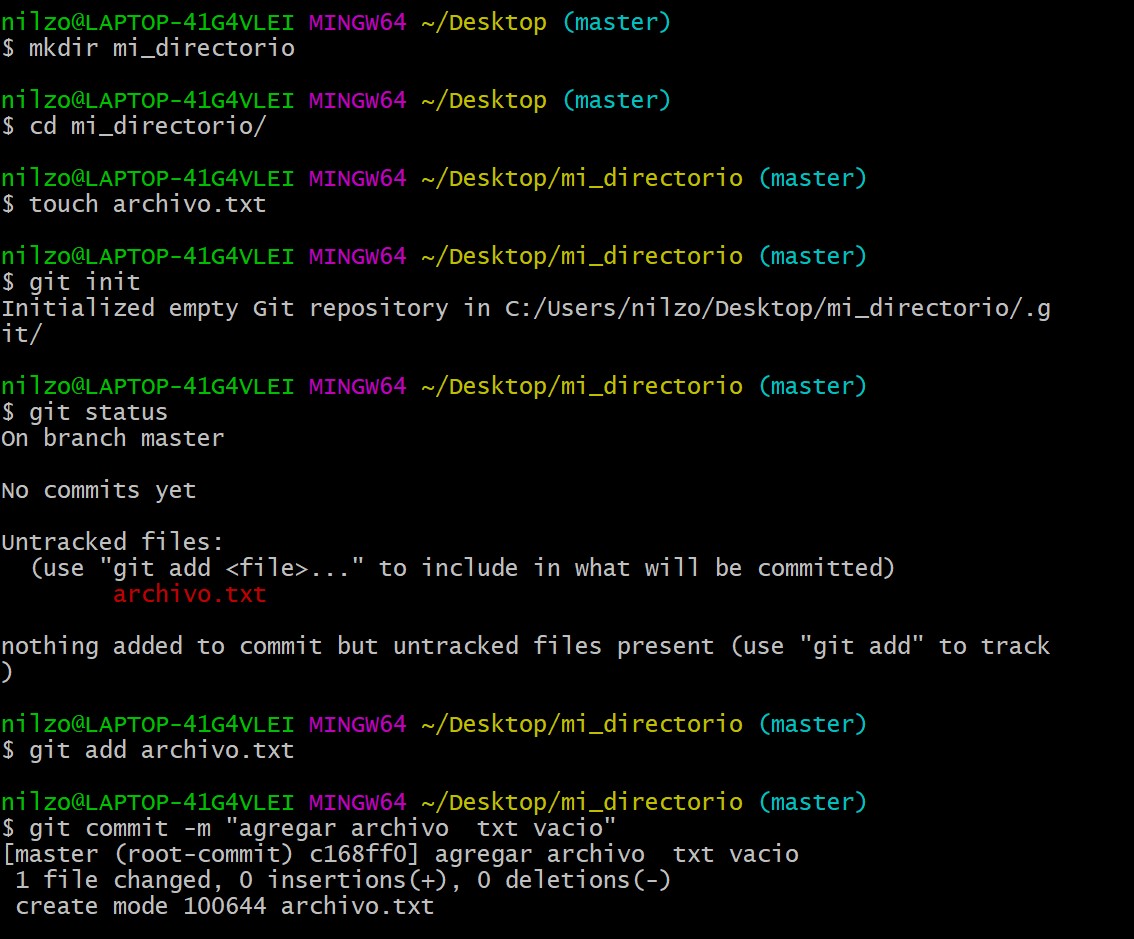 nilzo@LAPTOP-41G4VLEI MINGW64 ~/Desktop (master)
$ mkdir mi_directorio
nilzo@LAPTOP-41G4VLEI MINGW64 ~/Desktop (master)
$ cd mi_directorio/
nilzo@LAPTOP-41G4VLEI MINGW64 ~/Desktop/mi_directorio (master)
$ touch archivo.txt
nilzo@LAPTOP-41G4VLEI MINGW64 ~/Desktop/mi_directorio (master)
$ git init
Initialized empty Git repository in C:/Users/nilzo/Desktop/mi_directorio/.g
it/
nilzo@LAPTOP-41G4VLEI MINGW64 ~/Desktop/mi_directorio (master)
$ git status
On branch master
No commits yet
Untracked files:
  (use "git add <file>..." to include in what will be committed)
        archivo.txt
nothing added to commit but untracked files present (use "git add" to track
)
nilzo@LAPTOP-41G4VLEI MINGW64 ~/Desktop/mi_directorio (master)
$ git add archivo.txt
nilzo@LAPTOP-41G4VLEI MINGW64 ~/Desktop/mi_directorio (master)
$ git commit -m "agregar archivo  txt vacio"
[master (root-commit) c168ff0] agregar archivo  txt vacio
 1 file changed, 0 insertions(+), 0 deletions(-)
 create mode 100644 archivo.txt